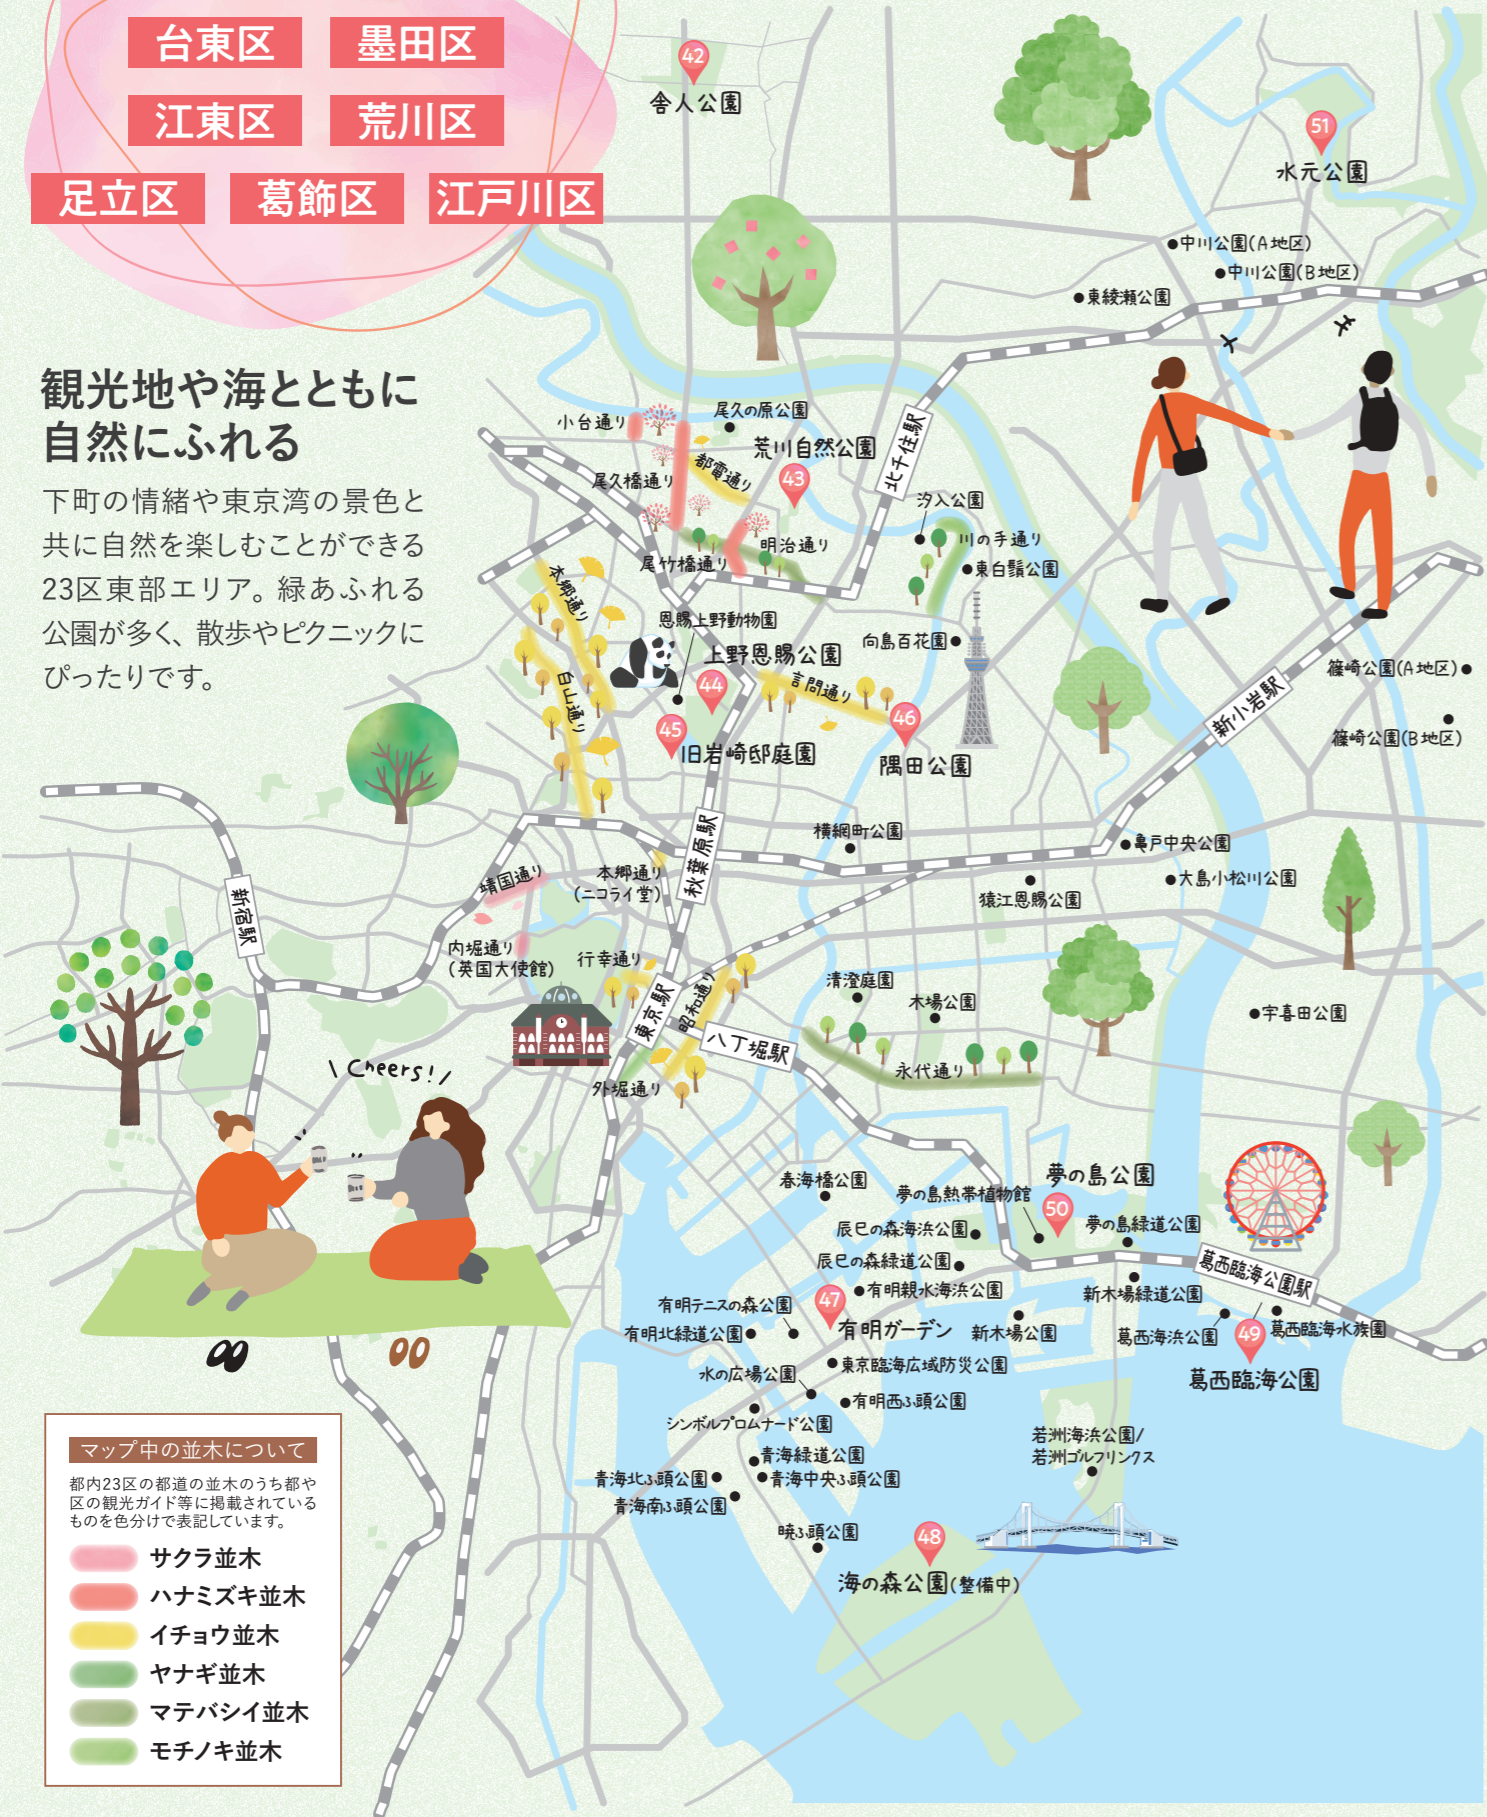 台東区
墨田区
江東区
荒川区
足立区
葛飾区
江戸川区
観光地や海とともに
自然にふれる
下町の情緒や東京湾の景色と
共に自然を楽しむことができる
23区東部エリア。緑あふれる
公園が多く、散歩やピクニックに
ぴったりです。
42
舎人公園
51
水元公園
中川公園(A地区)
中川公園(B地区)
東綾瀬公園
小台通り
尾久の原公園
荒川自然公園
43
都電通り
尾久橋通り
北千住駅
汐入公園
川の手通り
明治通り
尾竹橋通り
東白鬚公園
本郷通り
恩賜上野動物園
向島百花園
上野恩賜公園
44
白山通り
言問通り
45
旧岩崎邸庭園
46
隅田公園
新小岩駅
篠崎公園(A地区)
篠崎公園(B地区)
横網町公園
亀戸中央公園
秋葉原駅
本郷通り
(ニコライ堂)
靖国通り
猿江恩賜公園
大島小松川公園
新宿駅
内堀通り
(英国大使館)
行幸通り
東京駅
昭和通り
清澄庭園
木場公園
宇喜田公園
八丁堀駅
永代通り
外堀通り
Cheers!
春海橋公園
夢の島公園
50
夢の島熱帯植物館
夢の島緑道公園
辰巳の森海浜公園
辰巳の森緑道公園
葛西臨海公園駅
有明親水海浜公園
新木場緑道公園
47
有明ガーデン
有明テニスの森公園
有明北緑道公園
新木場公園
葛西海浜公園
49
葛西臨海水族園
葛西臨海公園
東京臨海広域防災公園
水の広場公園
有明西ふ頭公園
シンボルプロムナード公園
若洲海浜公園/
若洲ゴルフリンクス
青海緑道公園
青海北ふ頭公園
青海中央ふ頭公園
青海南ふ頭公園
暁ふ頭公園
48
海の森公園(整備中)
マップ中の並木について
都内23区の都道の並木のうち都や
区の観光ガイド等に掲載されている
ものを色分けで表記しています。
サクラ並木
ハナミズキ並木
イチョウ並木
ヤナギ並木
マテバシイ並木
モチノキ並木